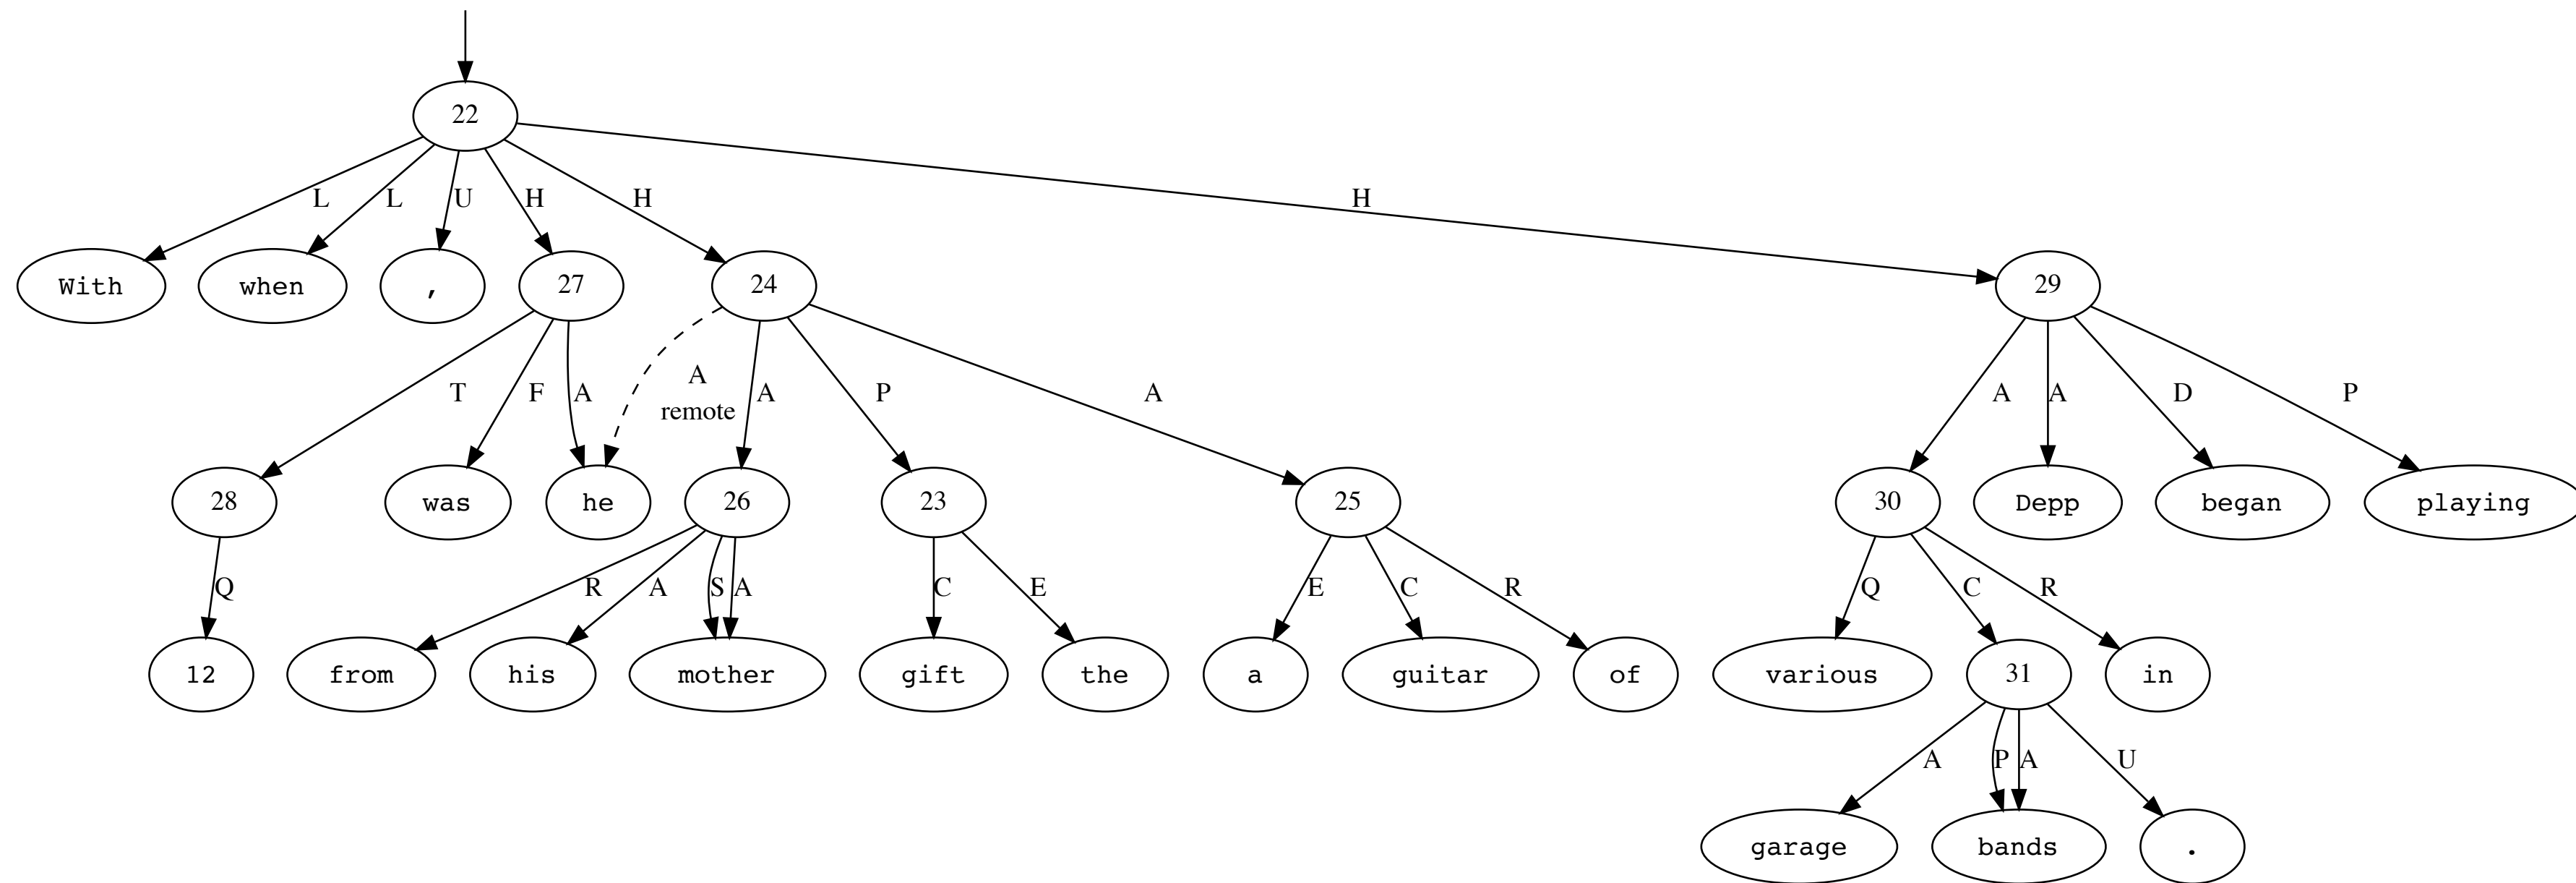 22
L L U H H H
With when , 27 24 29
T F A A remote A P A A A D P
28 was he 26 23 25 30 Depp began playing
Q R A S A C E E C R Q C R
12 from his mother gift the a guitar of various 31 in
A P A U
garage bands .